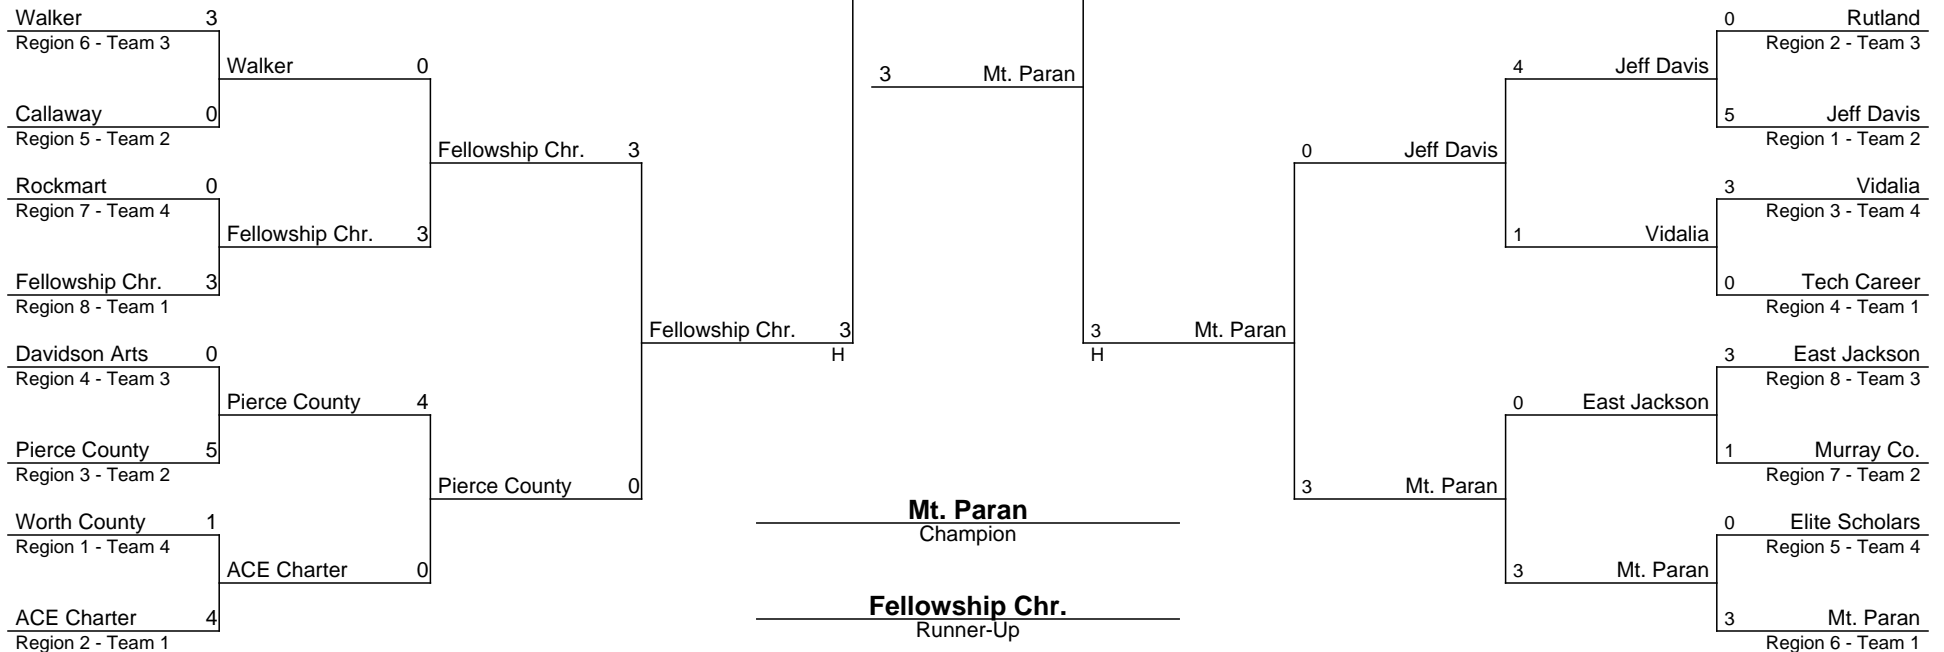 Walker 3
Region 6 - Team 3
Callaway 0
Region 5 - Team 2
Rockmart 0
Region 7 - Team 4
Fellowship Chr. 3
Region 8 - Team 1
Davidson Arts 0
Region 4 - Team 3
Pierce County 5
Region 3 - Team 2
Worth County 1
Region 1 - Team 4
ACE Charter 4
Region 2 - Team 1
Walker 0
Fellowship Chr. 3
Pierce County 4
ACE Charter 0
Fellowship Chr. 3
Pierce County 0
Fellowship Chr. 3
H
3 Mt. Paran
Mt. Paran
Champion
Fellowship Chr.
Runner-Up
3 Mt. Paran
H
0 Jeff Davis
3 Mt. Paran
4 Jeff Davis
1 Vidalia
0 East Jackson
3 Mt. Paran
0 Rutland
Region 2 - Team 3
5 Jeff Davis
Region 1 - Team 2
3 Vidalia
Region 3 - Team 4
0 Tech Career
Region 4 - Team 1
3 East Jackson
Region 8 - Team 3
1 Murray Co.
Region 7 - Team 2
0 Elite Scholars
Region 5 - Team 4
3 Mt. Paran
Region 6 - Team 1